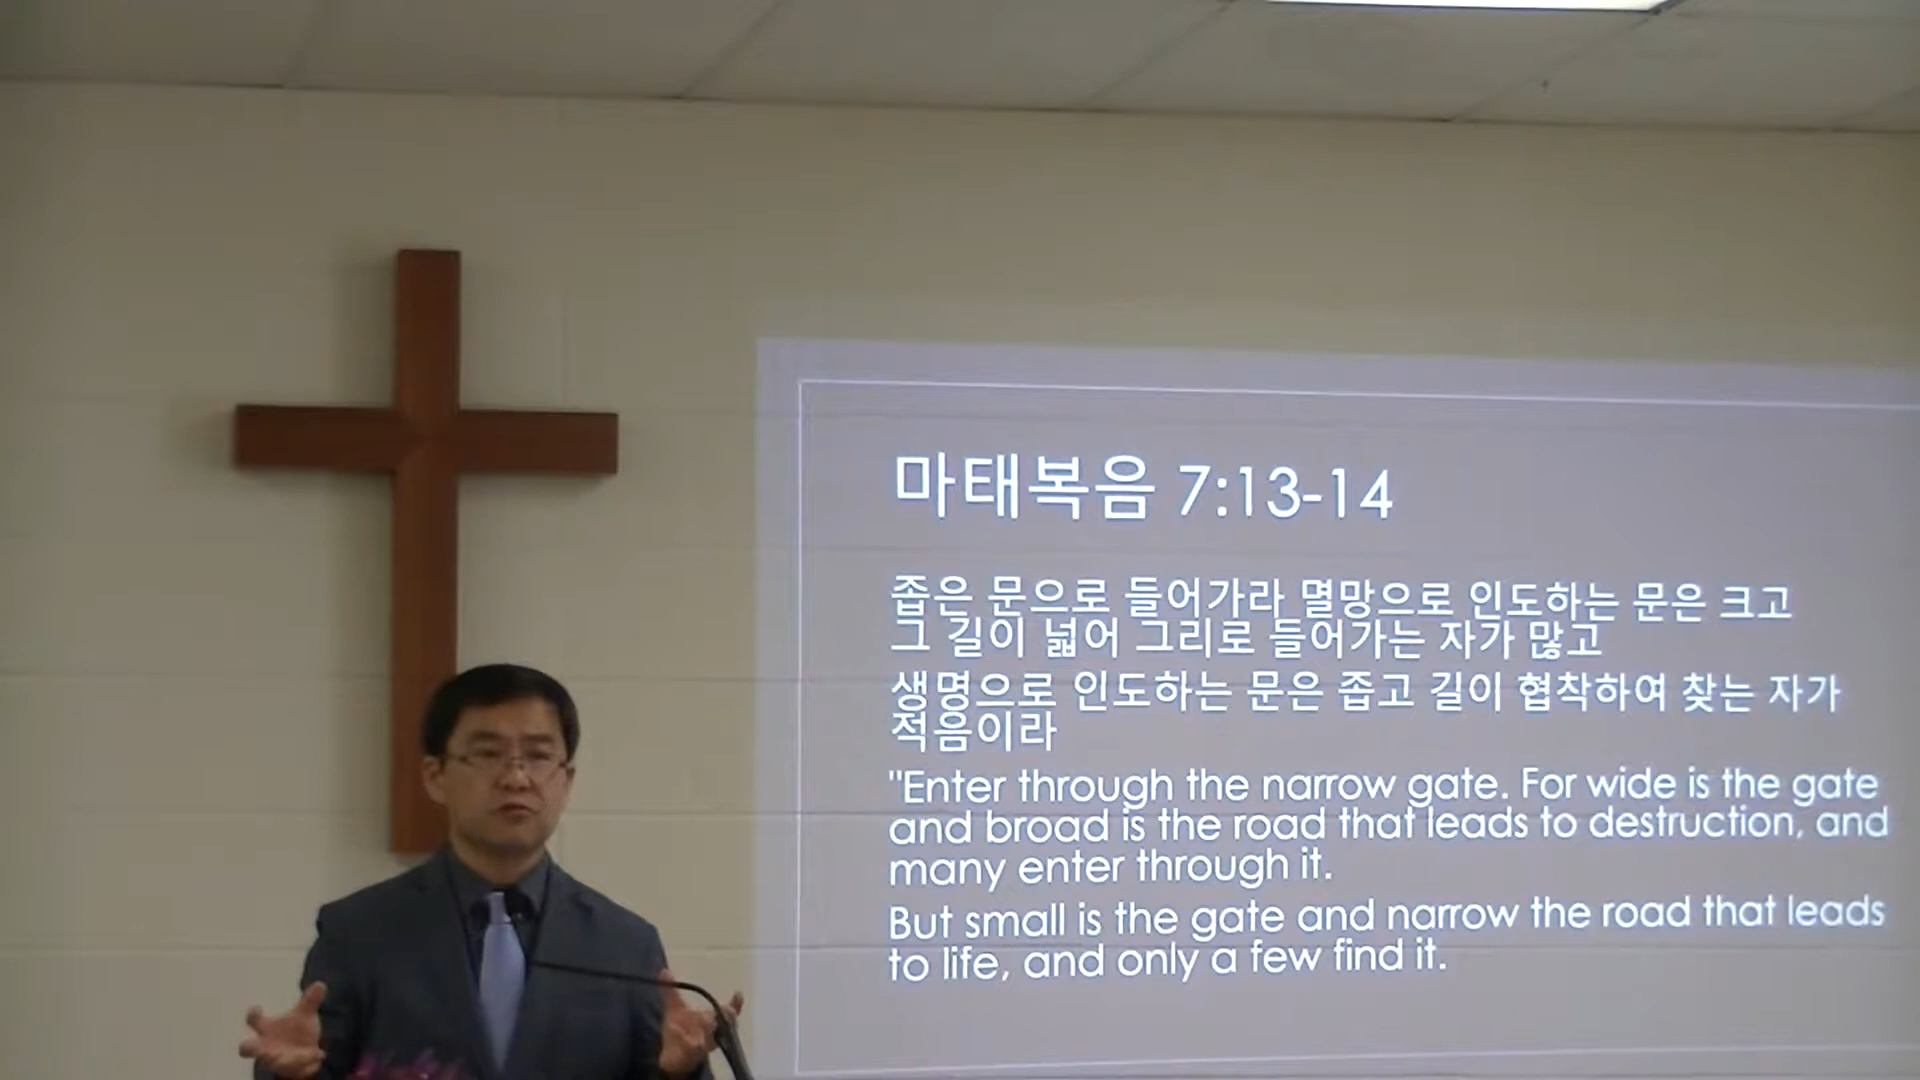 마태복음 7:13-14
좁은 문으로 들어가라 멸망으로 인도하는 문은 크고
그 길이 넓어 그리로 들어가는 자가 많고
생명으로 인도하는 문은 좁고 길이 협착하여 찾는 자가
적음이라
"Enter through the narrow gate. For wide is the gate
and broad is the road that leads to destruction, and
many enter through it.
But small is the gate and narrow the road that leads
to life, and only a few find it.